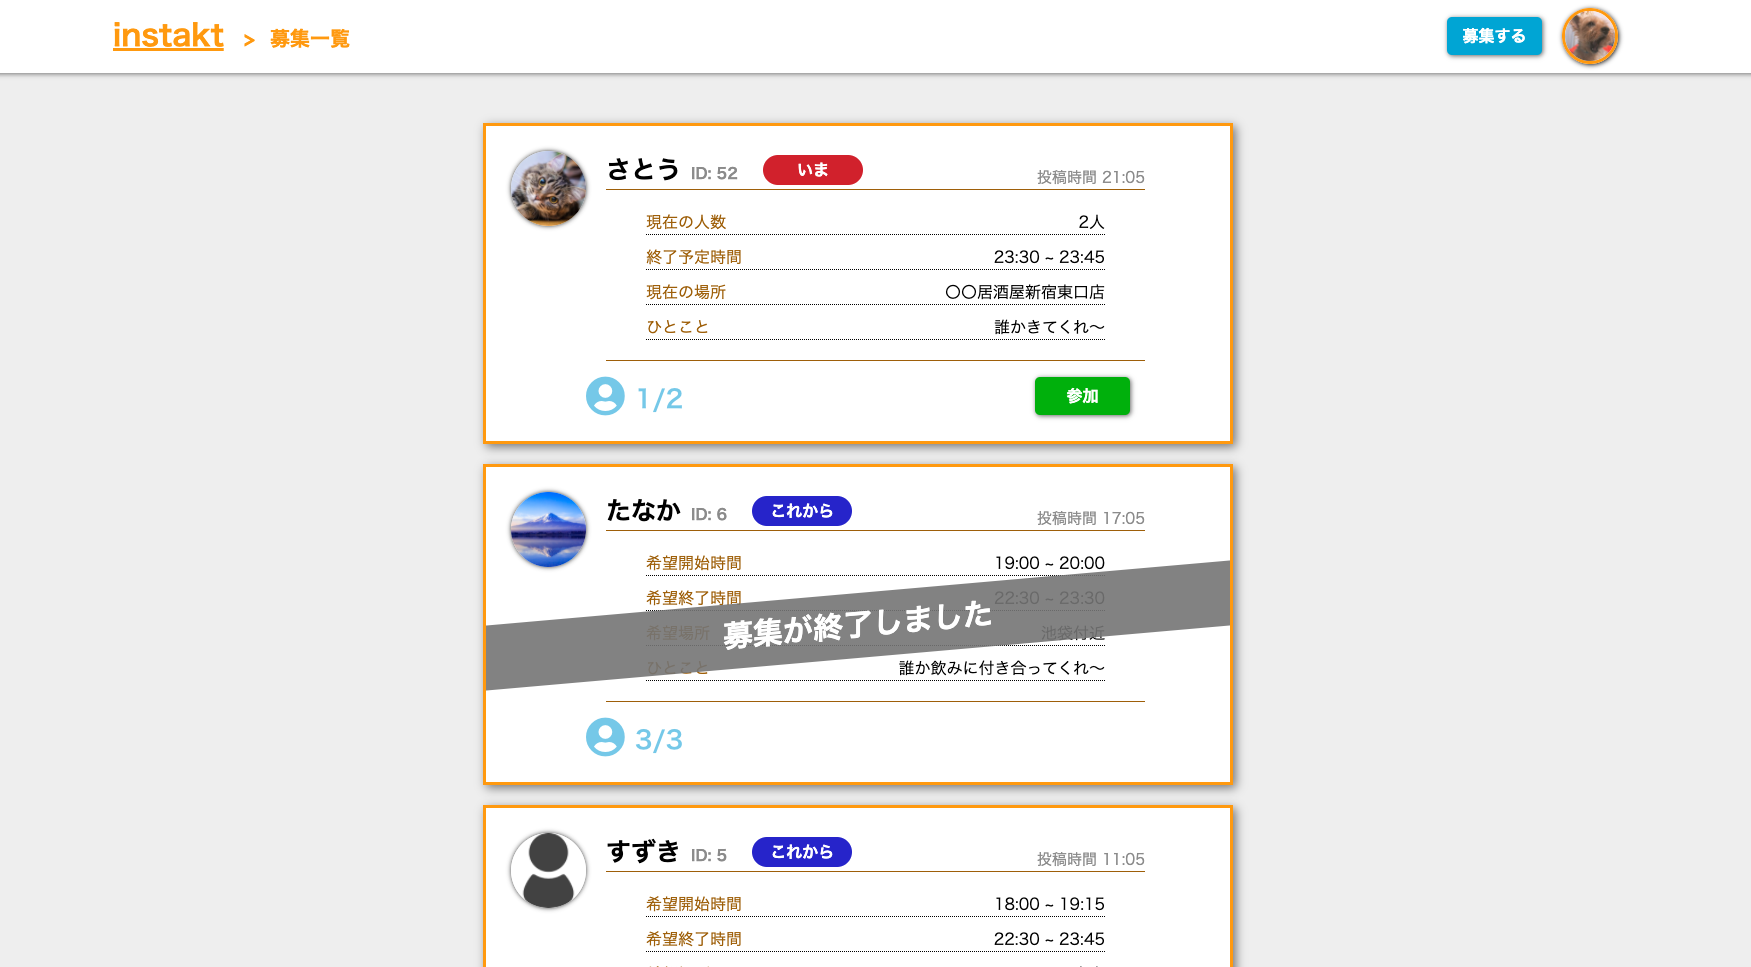 instakt > 募集一覧
募集する
さとう ID: 52 いま 投稿時間 21:05
現在の人数 2人
終了予定時間 23:30 ~ 23:45
現在の場所 〇〇居酒屋新宿東口店
ひとこと 誰かきてくれ〜
1/2 参加
たなか ID: 6 これから 投稿時間 17:05
希望開始時間 19:00 ~ 20:00
希望終了時間 22:30 ~ 23:30
募集が終了しました
希望場所 池袋付近
ひとこと 誰か飲みに付き合ってくれ〜
3/3
すずき ID: 5 これから 投稿時間 11:05
希望開始時間 18:00 ~ 19:15
希望終了時間 22:30 ~ 23:45